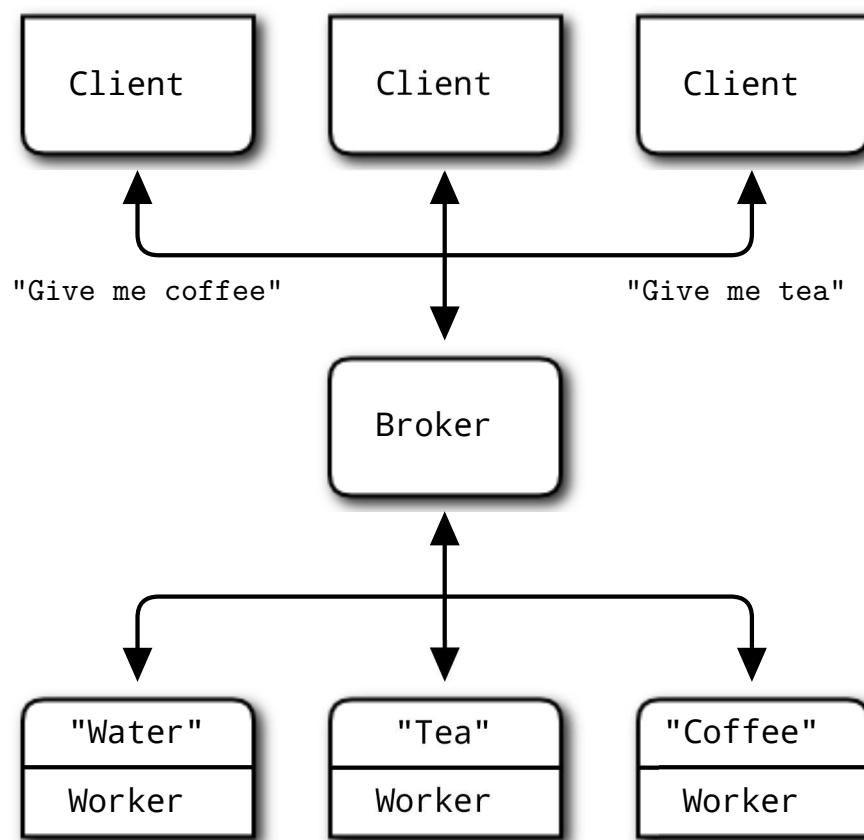 Client Client Client
"Give me coffee" "Give me tea"
Broker
"Water" "Tea" "Coffee"
Worker Worker Worker